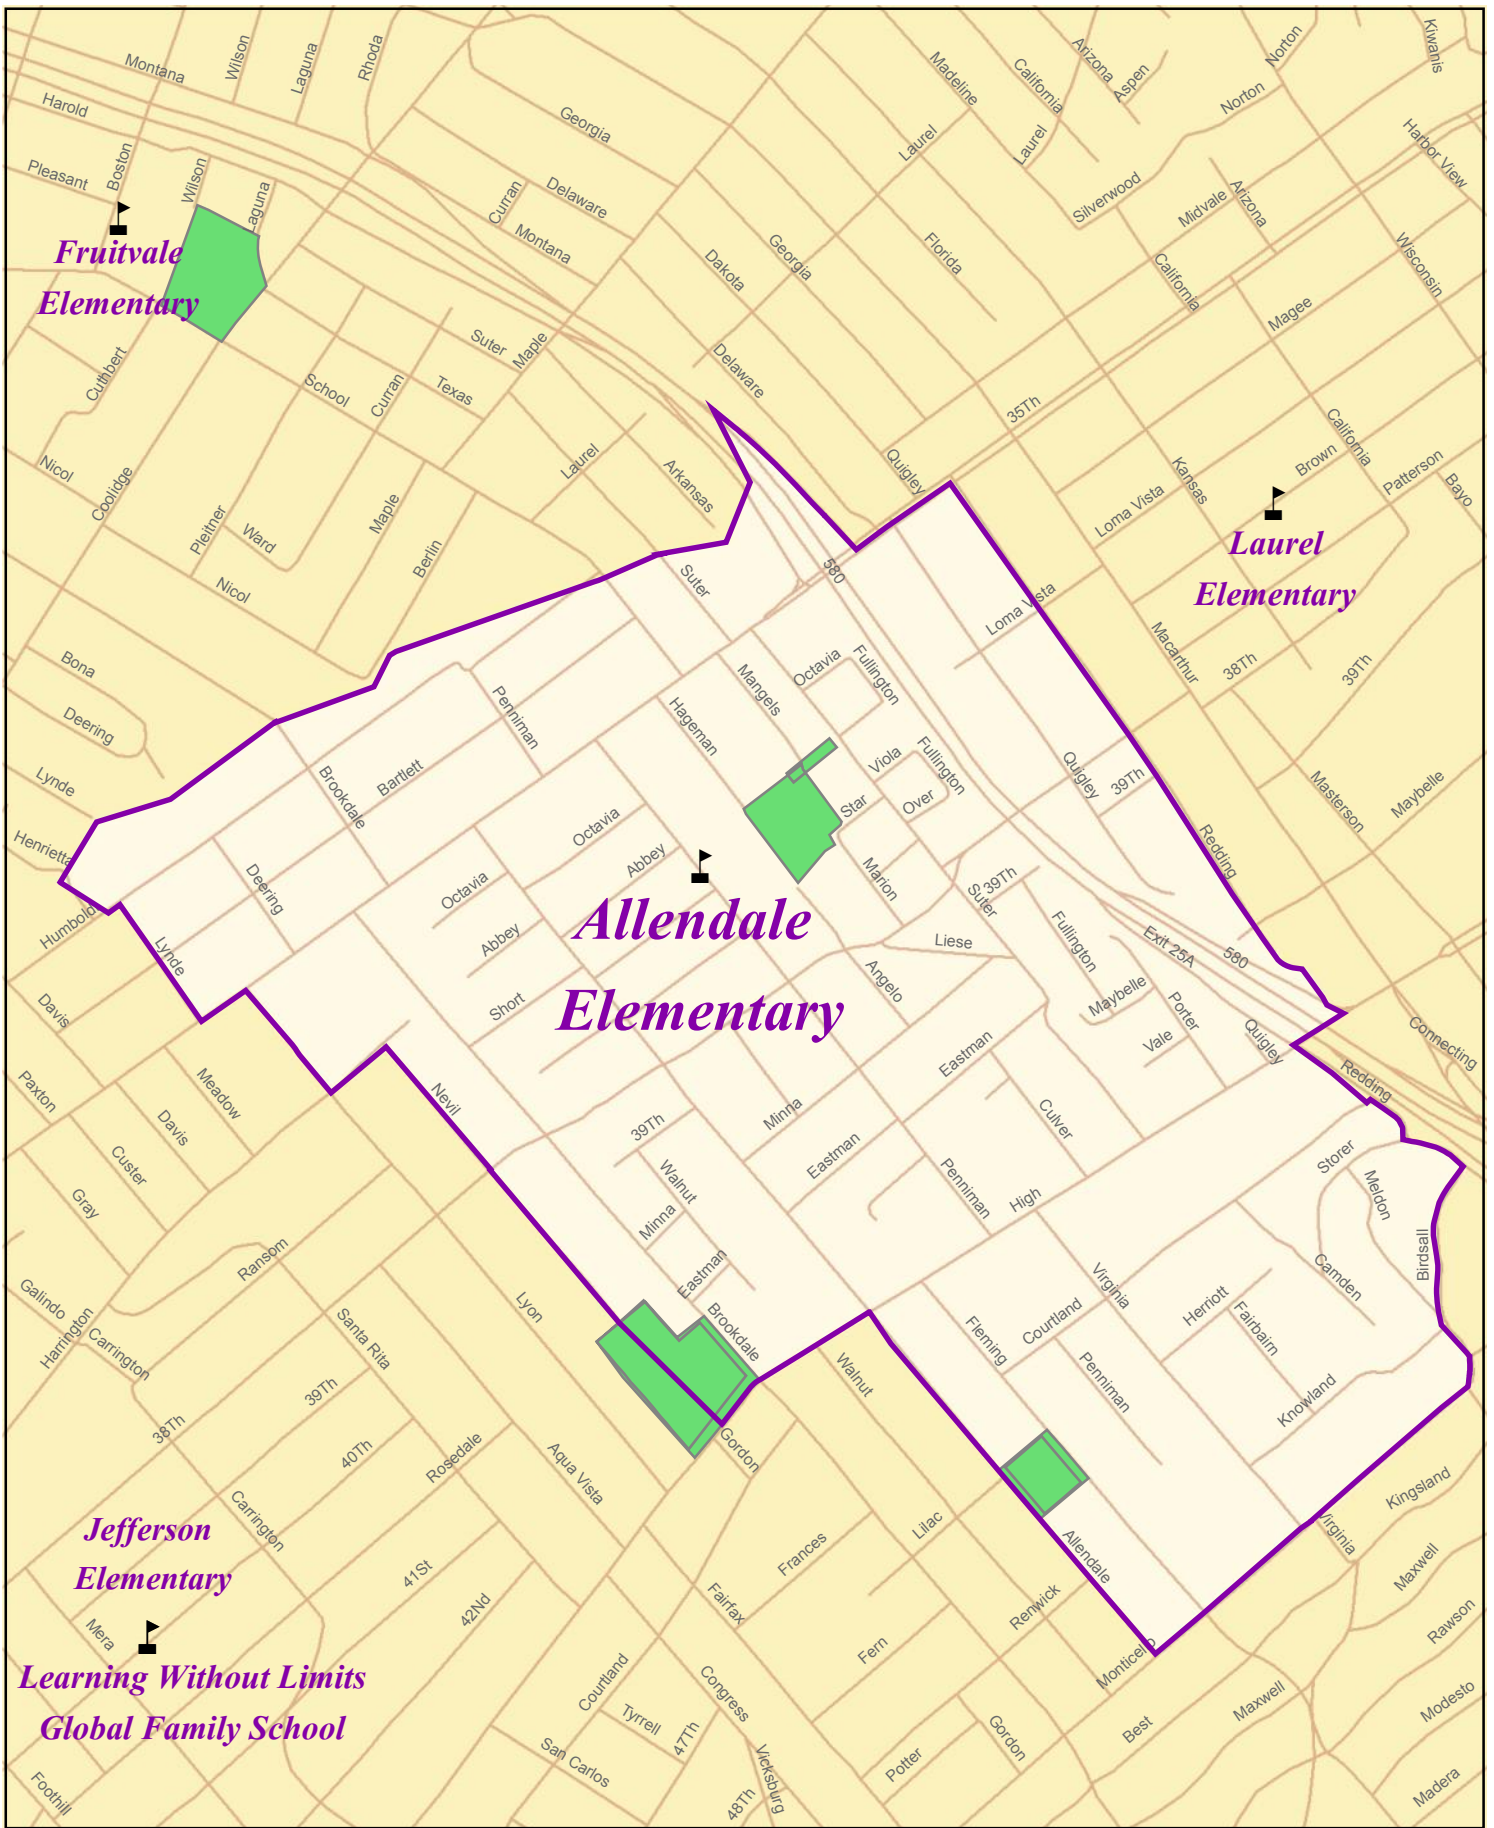 Montana
Wilson
Laguna
Rhoda
Madeline
California
Arizona
Aspen
Norton
Kiwanis
Harold
Georgia
Laurel
Laurel
Norton
Harbor View
Pleasant
Boston
Wilson
Laguna
Curran
Delaware
Silverwood
Midvale
Arizona
Fruitvale
Elementary
Montana
Georgia
Dakota
Florida
California
Wisconsin
Magee
Cuthbert
School
Curran
Suter
Maple
Texas
Delaware
35Th
California
Brown
Patterson
Bayo
Nicol
Coolidge
Laurel
Arkansas
Quigley
Kansas
Loma Vista
Laurel
Elementary
Pleitner
Ward
Maple
Berlin
Nicol
Suter
580
Loma Vista
Macarthur
38Th
39Th
Bona
Deering
Penniman
Hageman
Mangels
Octavia
Fullington
Lynde
Brookdale
Bartlett
Viola
Fullington
Quigley
39Th
Masterson
Maybelle
Henrietta
Octavia
Star
Over
Redding
Deering
Octavia
Abbey
Marion
39Th
Suter
Humbold
Lynde
Abbey
Allendale
Elementary
Liese
Fullington
Exit 25A
580
Davis
Short
Angelo
Maybelle
Porter
Vale
Quigley
Connecting
Redding
Paxton
Meadow
Nevil
Eastman
Davis
Custer
39Th
Minna
Culver
Storer
Gray
Walnut
Eastman
Penniman
High
Meldon
Minna
Birdsall
Ransom
Eastman
Virginia
Camden
Galindo
Harrington
Carrington
Santa Rita
Lyon
Brookdale
Fleming
Courtland
Herriott
Fairbairn
Walnut
Penniman
Knowland
39Th
38Th
40Th
Rosedale
Aqua Vista
Gordon
Kingsland
Jefferson
Elementary
Carrington
41St
42Nd
Frances
Lilac
Allendale
Virginia
Maxwell
Mera
Fairfax
Renwick
Rawson
Fern
Monticello
Learning Without Limits
Global Family School
Courtland
Tyrrell
47Th
Congress
Maxwell
Modesto
San Carlos
Gordon
Best
Foothill
Vicksburg
48Th
Potter
Madera